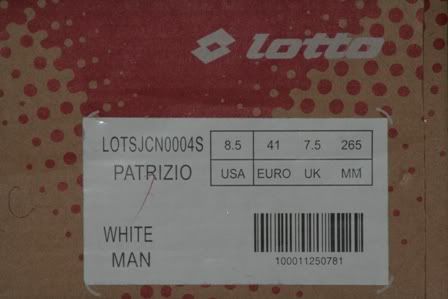 lotto
LOTSJCN0004S 8.5 41 7.5 265
PATRIZIO USA EURO UK MM
WHITE
MAN
100011250781